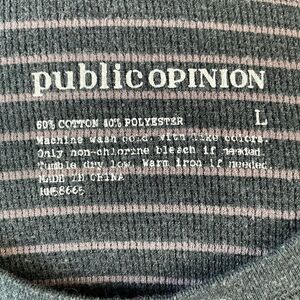 public OPINION
60% COTTON 40% POLYESTER
L
Machine wash cold. with like colors.
Only non-chlorine bleach if needed.
Tumble dry low. Warm iron if needed.
MADE IN CHINA
58665